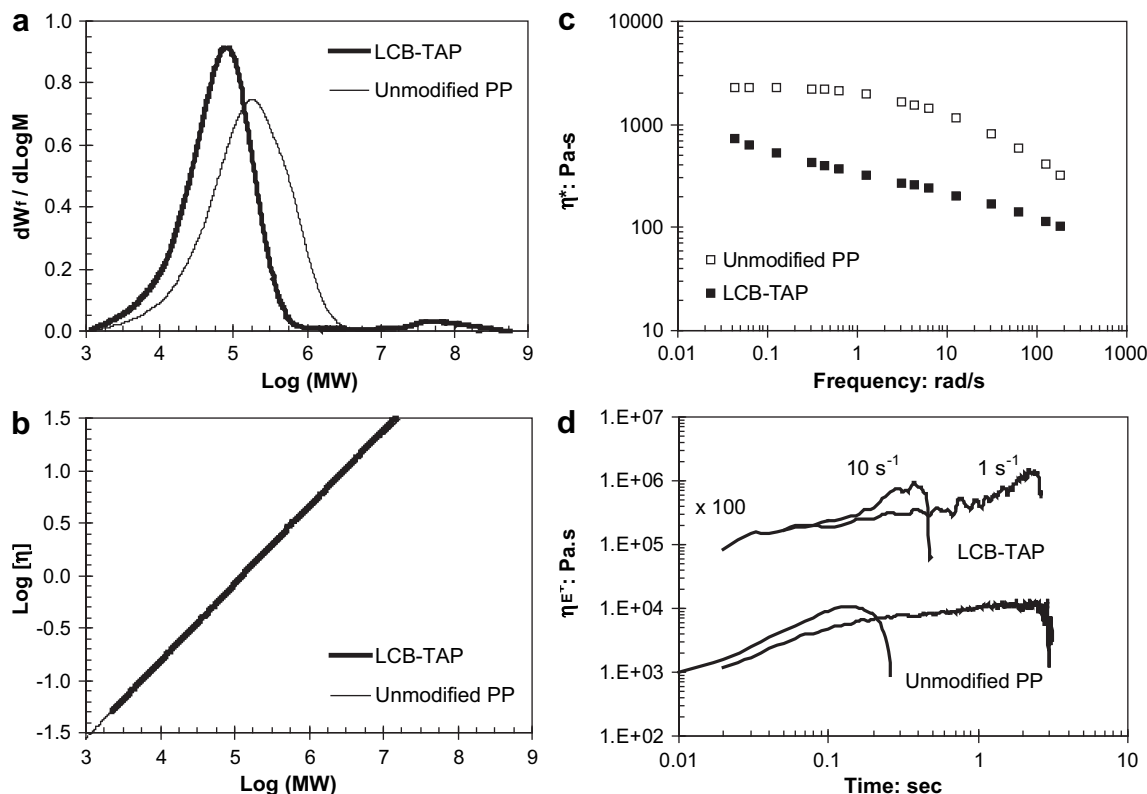 a
1.0
0.8
0.6
0.4
0.2
0.0
dWf / dLogM
LCB-TAP
Unmodified PP
3 4 5 6 7 8 9
Log (MW)
b
1.5
1.0
0.5
0.0
-0.5
-1.0
-1.5
Log [η]
LCB-TAP
Unmodified PP
3 4 5 6 7 8 9
Log (MW)
c
10000
1000
100
10
η*: Pa-s
Unmodified PP
LCB-TAP
0.01 0.1 1 10 100 1000
Frequency: rad/s
d
1.E+07
1.E+06
1.E+05
1.E+04
1.E+03
1.E+02
ηE+: Pa.s
10 s-1
1 s-1
x 100
LCB-TAP
Unmodified PP
0.01 0.1 1 10
Time: sec